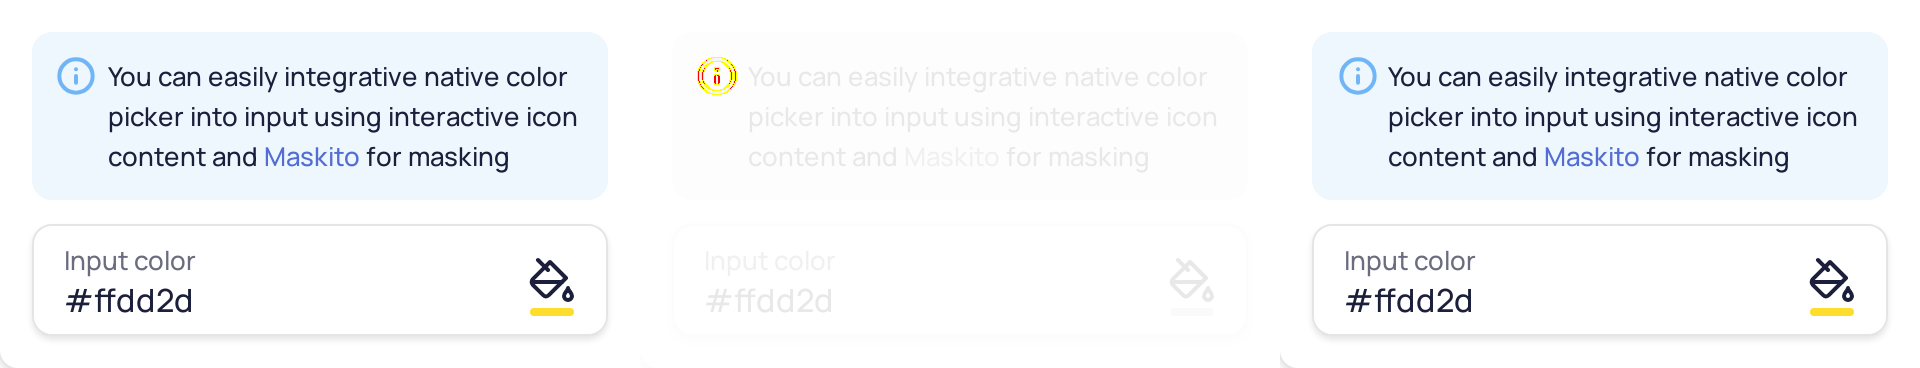 You can easily integrative native color
picker into input using interactive icon
content and Maskito for masking
Input color
#ffdd2d
You can easily integrative native color
picker into input using interactive icon
content and Maskito for masking
Input color
#ffdd2d
You can easily integrative native color
picker into input using interactive icon
content and Maskito for masking
Input color
#ffdd2d